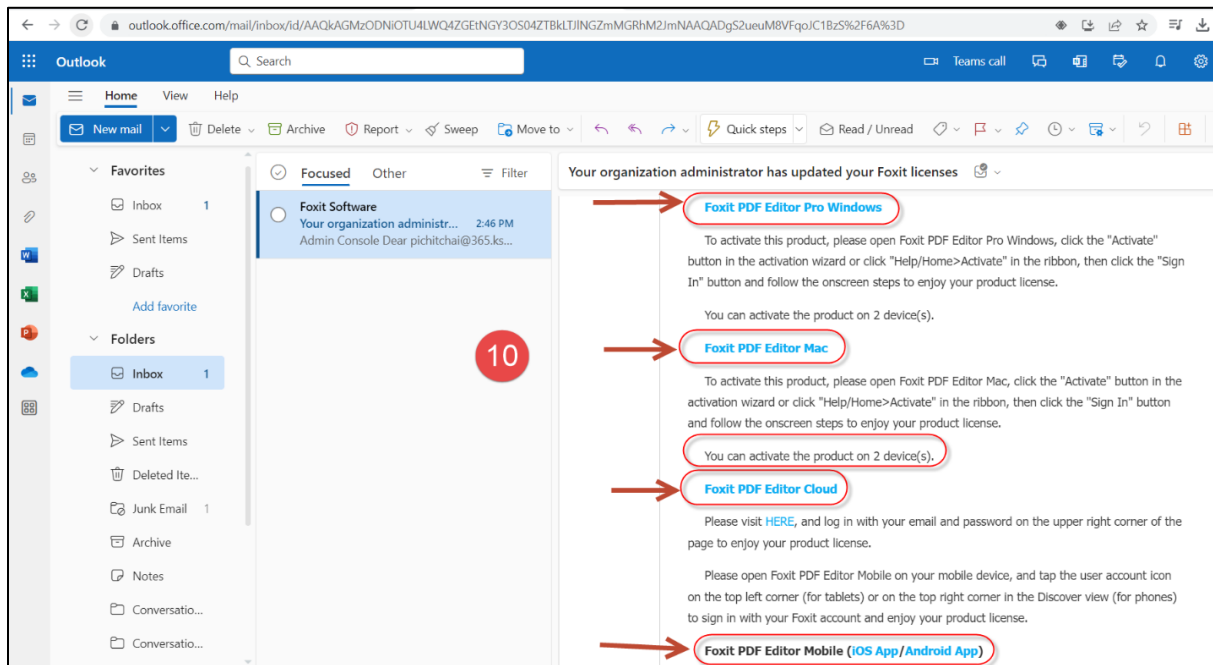 outlook.office.com/mail/inbox/id/AAQkAGMzODNiOTU4LWQ4ZGEtNGY3OS04ZTBkLTJlNGZmMGRhM2JmNAAQADgS2ueuM8VFqoJC1BzS%2F6A%3D
Outlook
Search
Teams call
Home View Help
New mail Delete Archive Report Sweep Move to Quick steps Read / Unread
Favorites
Inbox 1
Sent Items
Drafts
Add favorite
Folders
Inbox 1
Drafts
Sent Items
Deleted Ite...
Junk Email 1
Archive
Notes
Conversatio...
Conversatio...
Focused Other Filter
Foxit Software
Your organization administr... 2:46 PM
Admin Console Dear pichitchai@365.ks...
10
Your organization administrator has updated your Foxit licenses
Foxit PDF Editor Pro Windows
To activate this product, please open Foxit PDF Editor Pro Windows, click the "Activate"
button in the activation wizard or click "Help/Home>Activate" in the ribbon, then click the "Sign
In" button and follow the onscreen steps to enjoy your product license.
You can activate the product on 2 device(s).
Foxit PDF Editor Mac
To activate this product, please open Foxit PDF Editor Mac, click the "Activate" button in the
activation wizard or click "Help/Home>Activate" in the ribbon, then click the "Sign In" button
and follow the onscreen steps to enjoy your product license.
You can activate the product on 2 device(s).
Foxit PDF Editor Cloud
Please visit HERE, and log in with your email and password on the upper right corner of the
page to enjoy your product license.
Please open Foxit PDF Editor Mobile on your mobile device, and tap the user account icon
on the top left corner (for tablets) or on the top right corner in the Discover view (for phones)
to sign in with your Foxit account and enjoy your product license.
Foxit PDF Editor Mobile (iOS App/Android App)